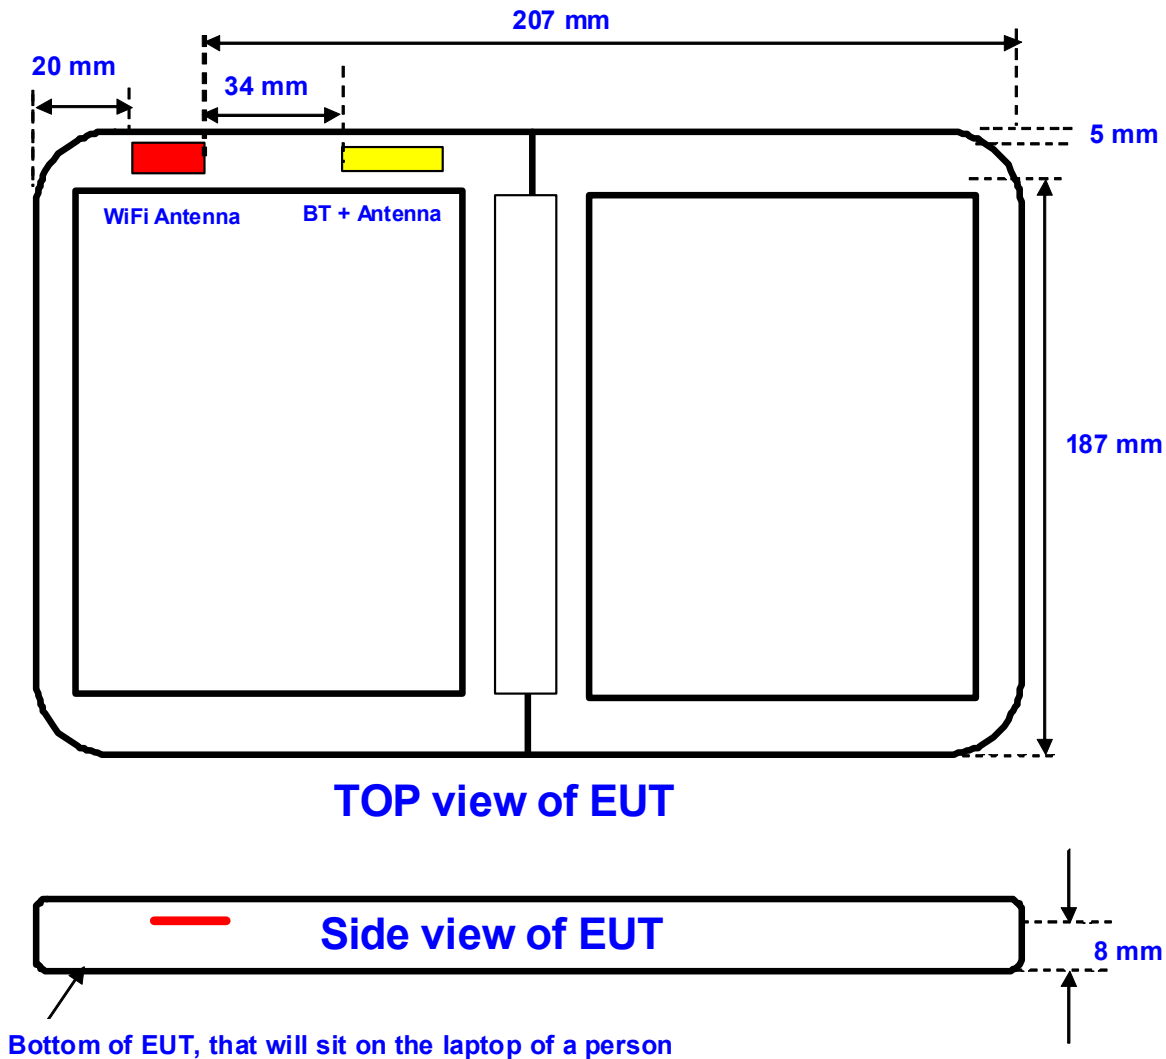 207 mm
20 mm
34 mm
5 mm
WiFi Antenna
BT + Antenna
187 mm
TOP view of EUT
Side view of EUT
8 mm
Bottom of EUT, that will sit on the laptop of a person